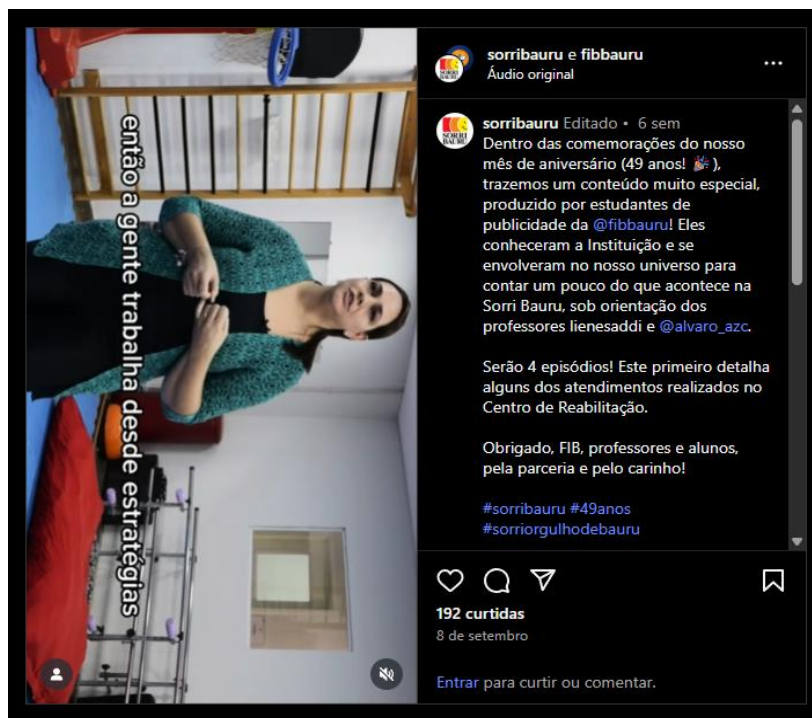 então a gente trabalha desde estratégias
sorribauru e fibbauru
Áudio original
SORRI
BAURU
sorribauru Editado • 6 sem
Dentro das comemorações do nosso
mês de aniversário (49 anos! 🎉),
trazemos um conteúdo muito especial,
produzido por estudantes de
publicidade da @fibbauru! Eles
conheceram a Instituição e se
envolveram no nosso universo para
contar um pouco do que acontece na
Sorri Bauru, sob orientação dos
professores lienesaddi e @alvaro_azc.
Serão 4 episódios! Este primeiro detalha
alguns dos atendimentos realizados no
Centro de Reabilitação.
Obrigado, FIB, professores e alunos,
pela parceria e pelo carinho!
#sorribauru #49anos
#sorriorgulhodebauru
192 curtidas
8 de setembro
Entrar para curtir ou comentar.